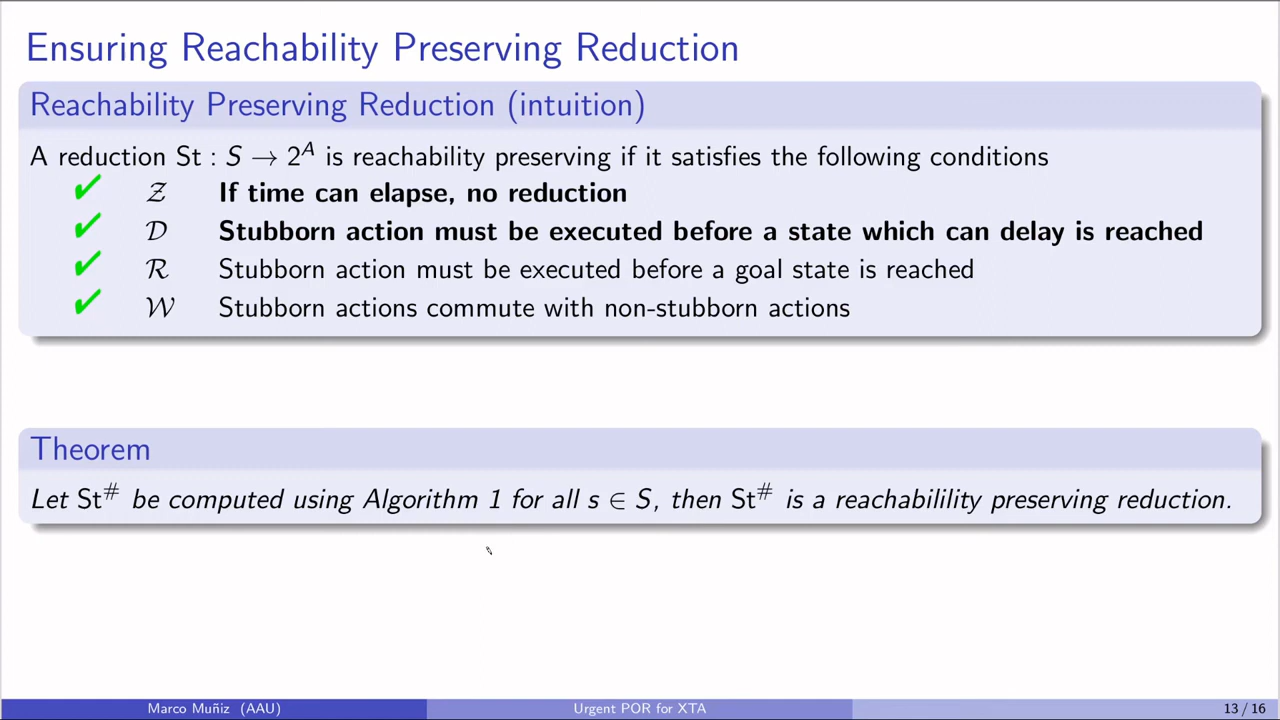 Ensuring Reachability Preserving Reduction
Reachability Preserving Reduction (intuition)
A reduction St : S → 2^A is reachability preserving if it satisfies the following conditions
✔ 𝒵 If time can elapse, no reduction
✔ 𝒟 Stubborn action must be executed before a state which can delay is reached
✔ ℛ Stubborn action must be executed before a goal state is reached
✔ 𝒲 Stubborn actions commute with non-stubborn actions
Theorem
Let St^# be computed using Algorithm 1 for all s ∈ S, then St^# is a reachabilility preserving reduction.
Marco Muñiz (AAU) Urgent POR for XTA 13 / 16